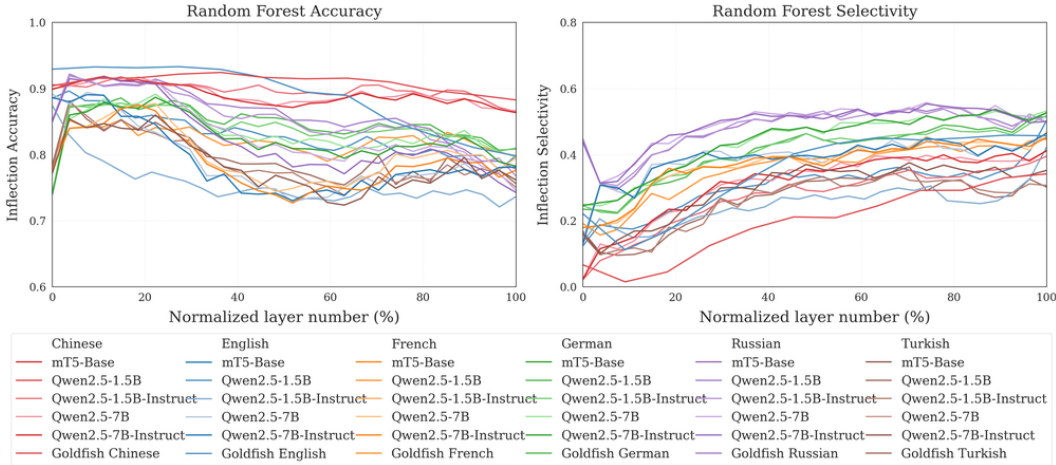 Random Forest Accuracy
1.0
0.9
0.8
0.7
0.6
Inflection Accuracy
0 20 40 60 80 100
Normalized layer number (%)
Random Forest Selectivity
0.8
0.6
0.4
0.2
0.0
Inflection Selectivity
0 20 40 60 80 100
Normalized layer number (%)
Chinese English French German Russian Turkish
mT5-Base mT5-Base mT5-Base mT5-Base mT5-Base mT5-Base
Qwen2.5-1.5B Qwen2.5-1.5B Qwen2.5-1.5B Qwen2.5-1.5B Qwen2.5-1.5B Qwen2.5-1.5B
Qwen2.5-1.5B-Instruct Qwen2.5-1.5B-Instruct Qwen2.5-1.5B-Instruct Qwen2.5-1.5B-Instruct Qwen2.5-1.5B-Instruct Qwen2.5-1.5B-Instruct
Qwen2.5-7B Qwen2.5-7B Qwen2.5-7B Qwen2.5-7B Qwen2.5-7B Qwen2.5-7B
Qwen2.5-7B-Instruct Qwen2.5-7B-Instruct Qwen2.5-7B-Instruct Qwen2.5-7B-Instruct Qwen2.5-7B-Instruct Qwen2.5-7B-Instruct
Goldfish Chinese Goldfish English Goldfish French Goldfish German Goldfish Russian Goldfish Turkish